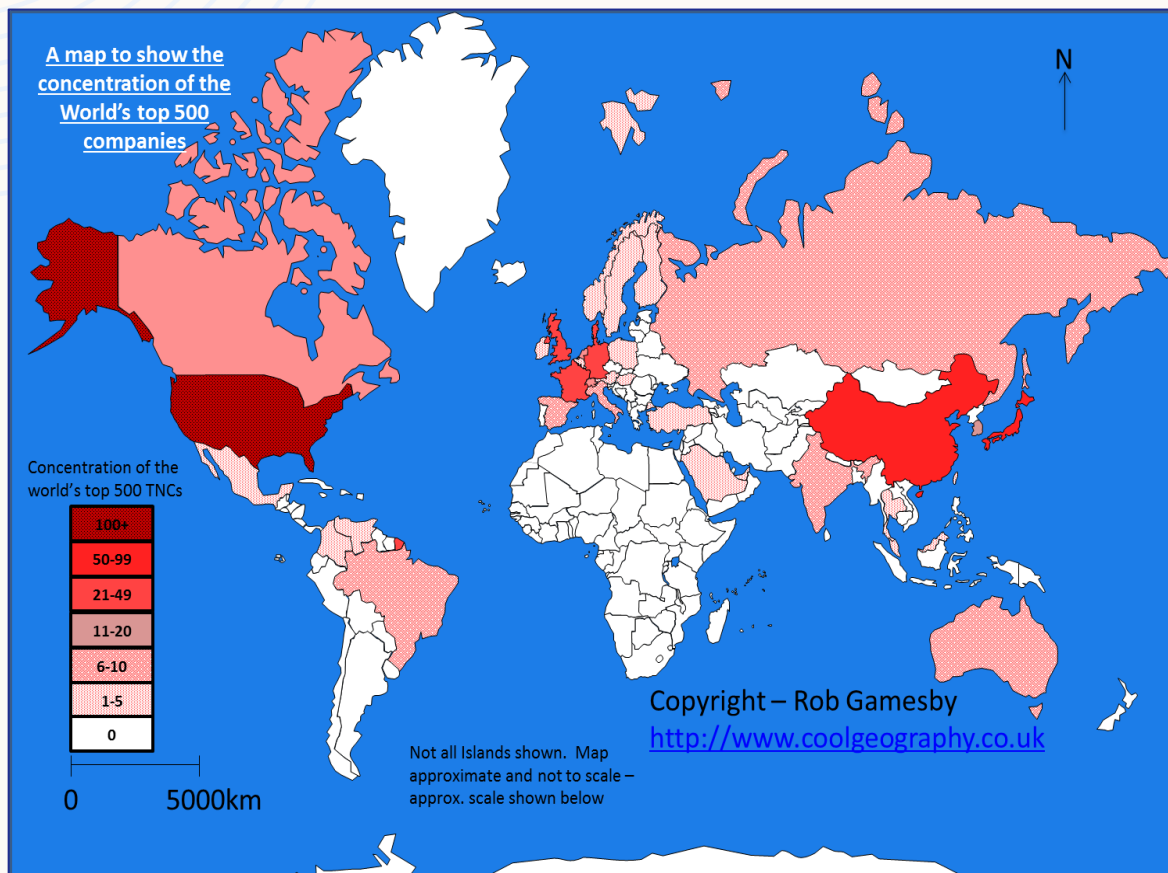 A map to show the
concentration of the
World's top 500
companies
N
Concentration of the
world's top 500 TNCs
100+
50-99
21-49
11-20
6-10
1-5
0
0 5000km
Not all Islands shown. Map
approximate and not to scale –
approx. scale shown below
Copyright – Rob Gamesby
http://www.coolgeography.co.uk